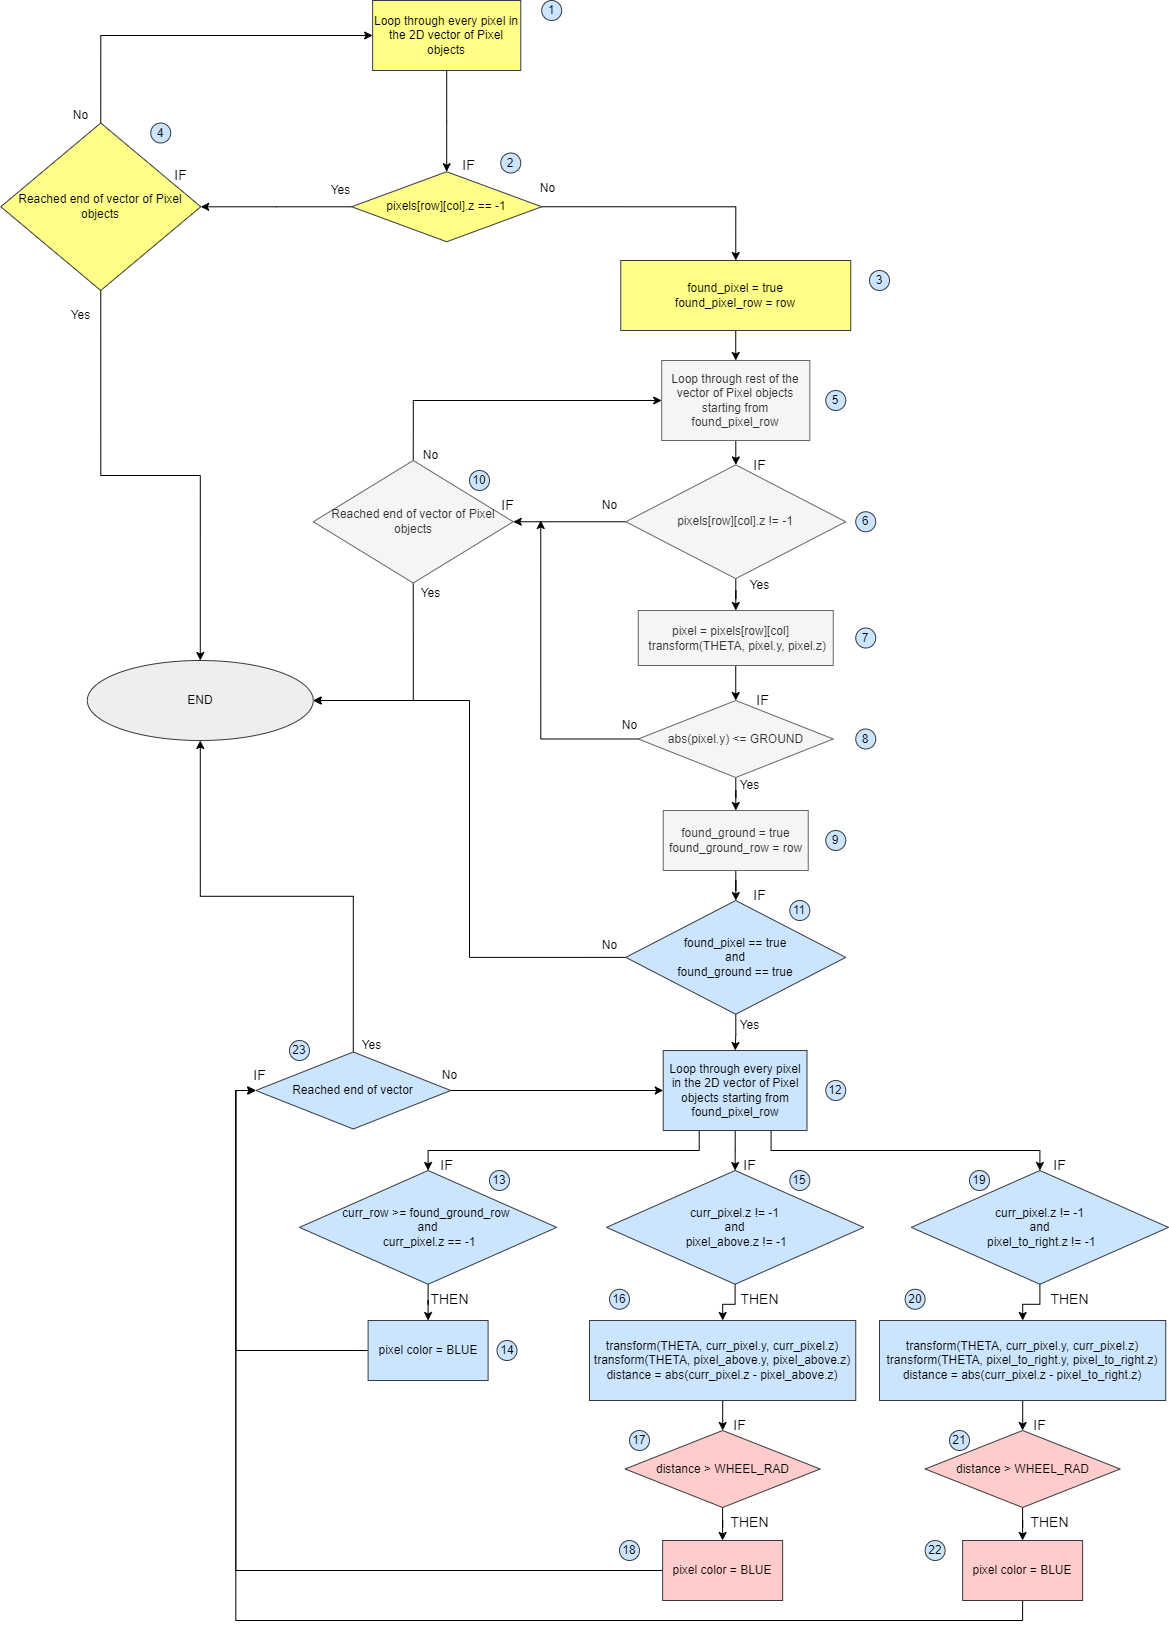 Loop through every pixel in
the 2D vector of Pixel
objects
1
No
4
IF
Reached end of vector of Pixel
objects
Yes
2
IF
pixels[row][col].z == -1
Yes
No
3
found_pixel = true
found_pixel_row = row
Loop through rest of the
vector of Pixel objects
starting from
found_pixel_row
5
No
10
IF
Reached end of vector of Pixel
objects
Yes
IF
No
pixels[row][col].z != -1
6
Yes
pixel = pixels[row][col]
transform(THETA, pixel.y, pixel.z)
7
END
IF
No
abs(pixel.y) <= GROUND
8
Yes
found_ground = true
found_ground_row = row
9
IF
11
No
found_pixel == true
and
found_ground == true
Yes
23
Yes
IF
Reached end of vector
No
Loop through every pixel
in the 2D vector of Pixel
objects starting from
found_pixel_row
12
IF
13
curr_row >= found_ground_row
and
curr_pixel.z == -1
THEN
pixel color = BLUE
14
IF
15
curr_pixel.z != -1
and
pixel_above.z != -1
16
THEN
transform(THETA, curr_pixel.y, curr_pixel.z)
transform(THETA, pixel_above.y, pixel_above.z)
distance = abs(curr_pixel.z - pixel_above.z)
IF
17
distance > WHEEL_RAD
THEN
18
pixel color = BLUE
IF
19
curr_pixel.z != -1
and
pixel_to_right.z != -1
20
THEN
transform(THETA, curr_pixel.y, curr_pixel.z)
transform(THETA, pixel_to_right.y, pixel_to_right.z)
distance = abs(curr_pixel.z - pixel_to_right.z)
IF
21
distance > WHEEL_RAD
THEN
22
pixel color = BLUE